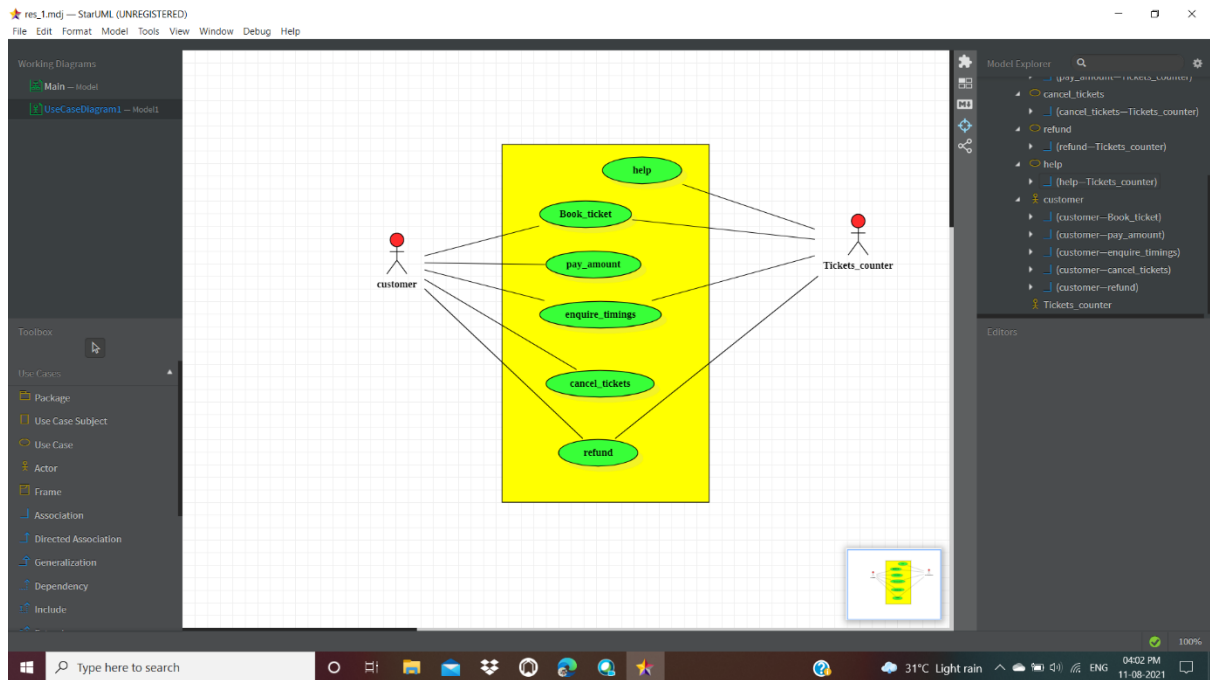 res_1.mdj — StarUML (UNREGISTERED)
File Edit Format Model Tools View Window Debug Help
Working Diagrams
Main — Model
UseCaseDiagram1 — Model1
Toolbox
Use Cases
Package
Use Case Subject
Use Case
Actor
Frame
Association
Directed Association
Generalization
Dependency
Include
help
Book_ticket
pay_amount
enquire_timings
cancel_tickets
refund
customer
Tickets_counter
Model Explorer
(pay_amount—Tickets_counter)
cancel_tickets
(cancel_tickets—Tickets_counter)
refund
(refund—Tickets_counter)
help
(help—Tickets_counter)
customer
(customer—Book_ticket)
(customer—pay_amount)
(customer—enquire_timings)
(customer—cancel_tickets)
(customer—refund)
Tickets_counter
Editors
100%
Type here to search
31°C Light rain
ENG
04:02 PM
11-08-2021